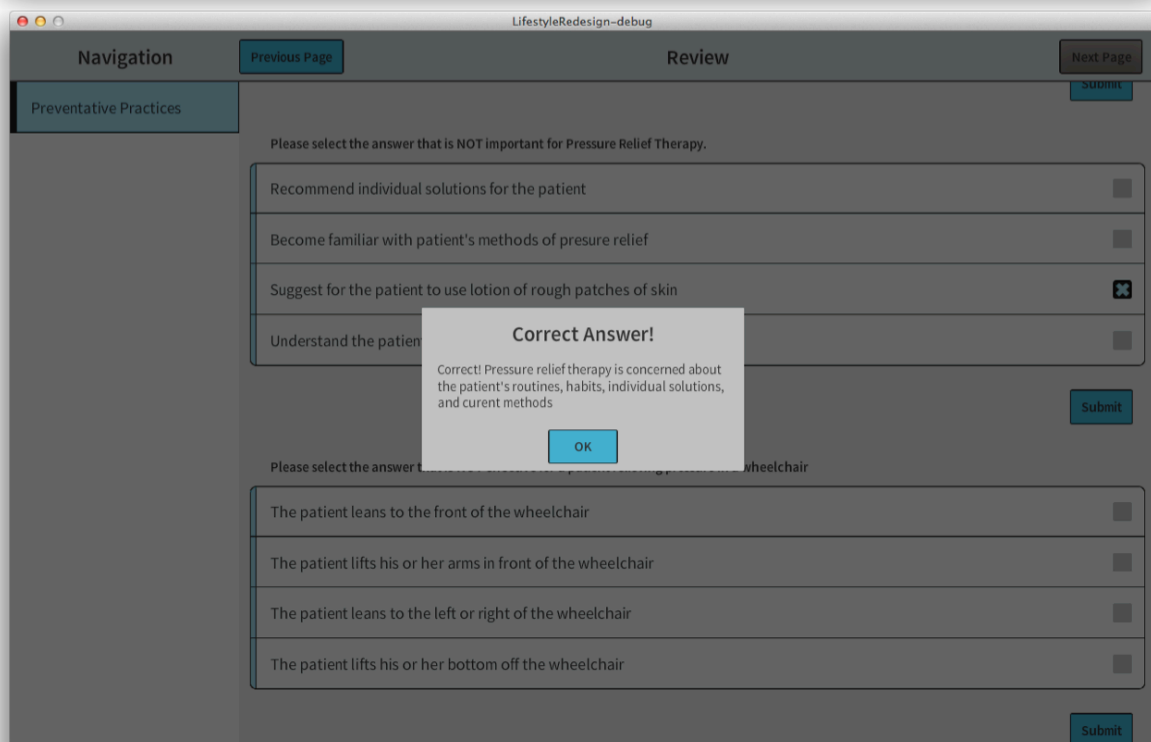 LifestyleRedesign-debug
Navigation
Previous Page
Review
Next Page
Preventative Practices
Submit
Please select the answer that is NOT important for Pressure Relief Therapy.
Recommend individual solutions for the patient
Become familiar with patient's methods of presure relief
Suggest for the patient to use lotion of rough patches of skin
Understand the patien
Correct Answer!
Correct! Pressure relief therapy is concerned about
the patient's routines, habits, individual solutions,
and curent methods
OK
Submit
Please select the answer wheelchair
The patient leans to the front of the wheelchair
The patient lifts his or her arms in front of the wheelchair
The patient leans to the left or right of the wheelchair
The patient lifts his or her bottom off the wheelchair
Submit